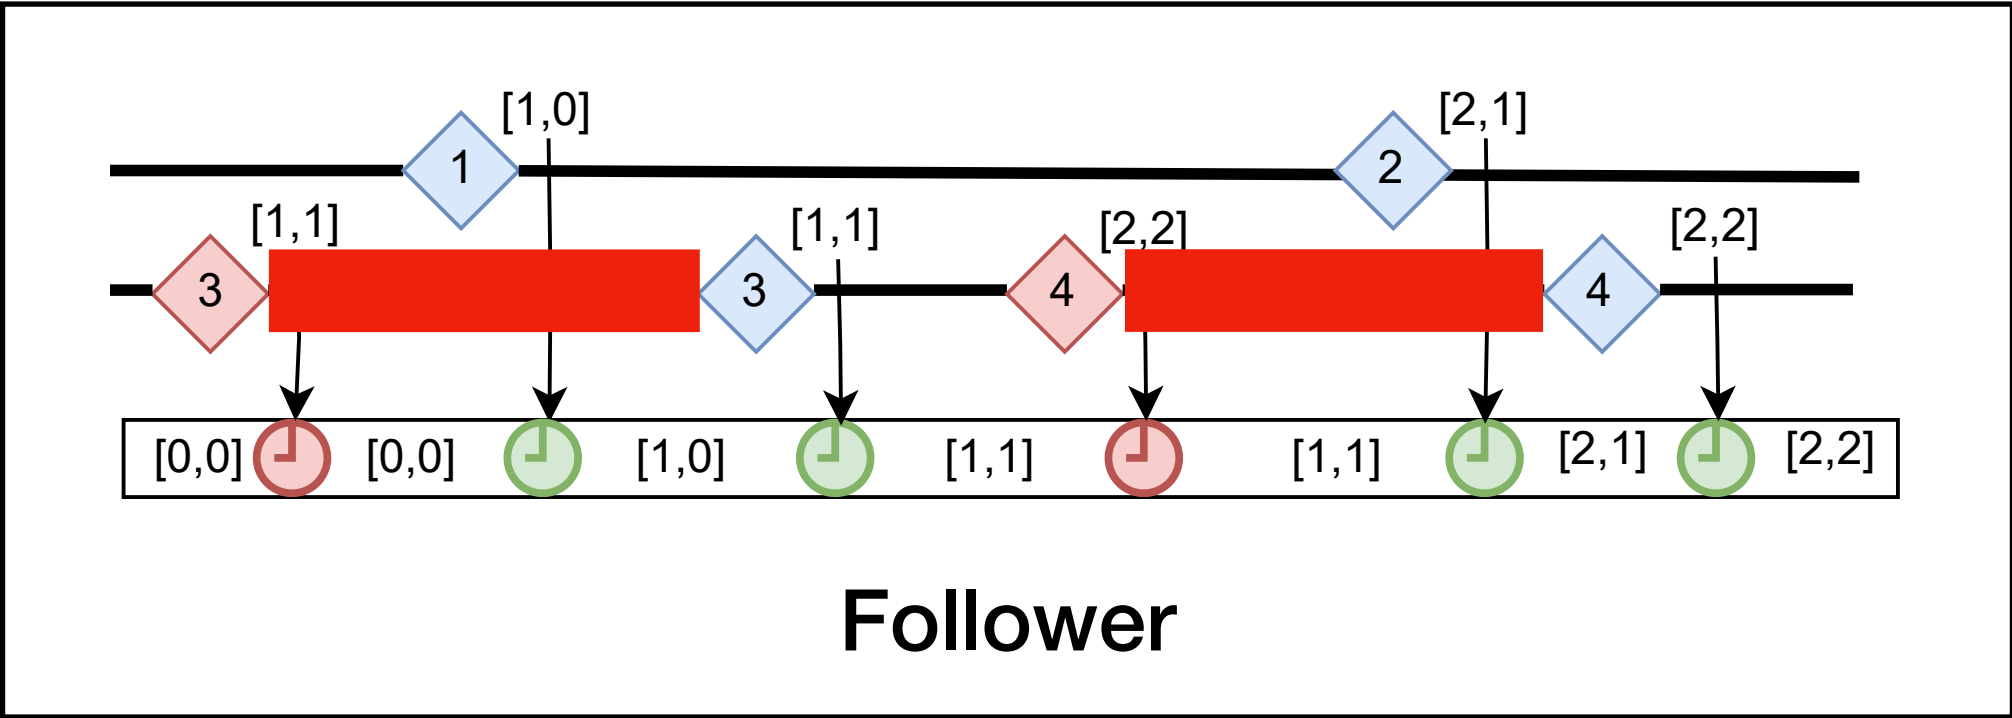 [1,0] [2,1]
1 2
[1,1] [1,1] [2,2] [2,2]
3 3 4 4
[0,0] [0,0] [1,0] [1,1] [1,1] [2,1] [2,2]
Follower